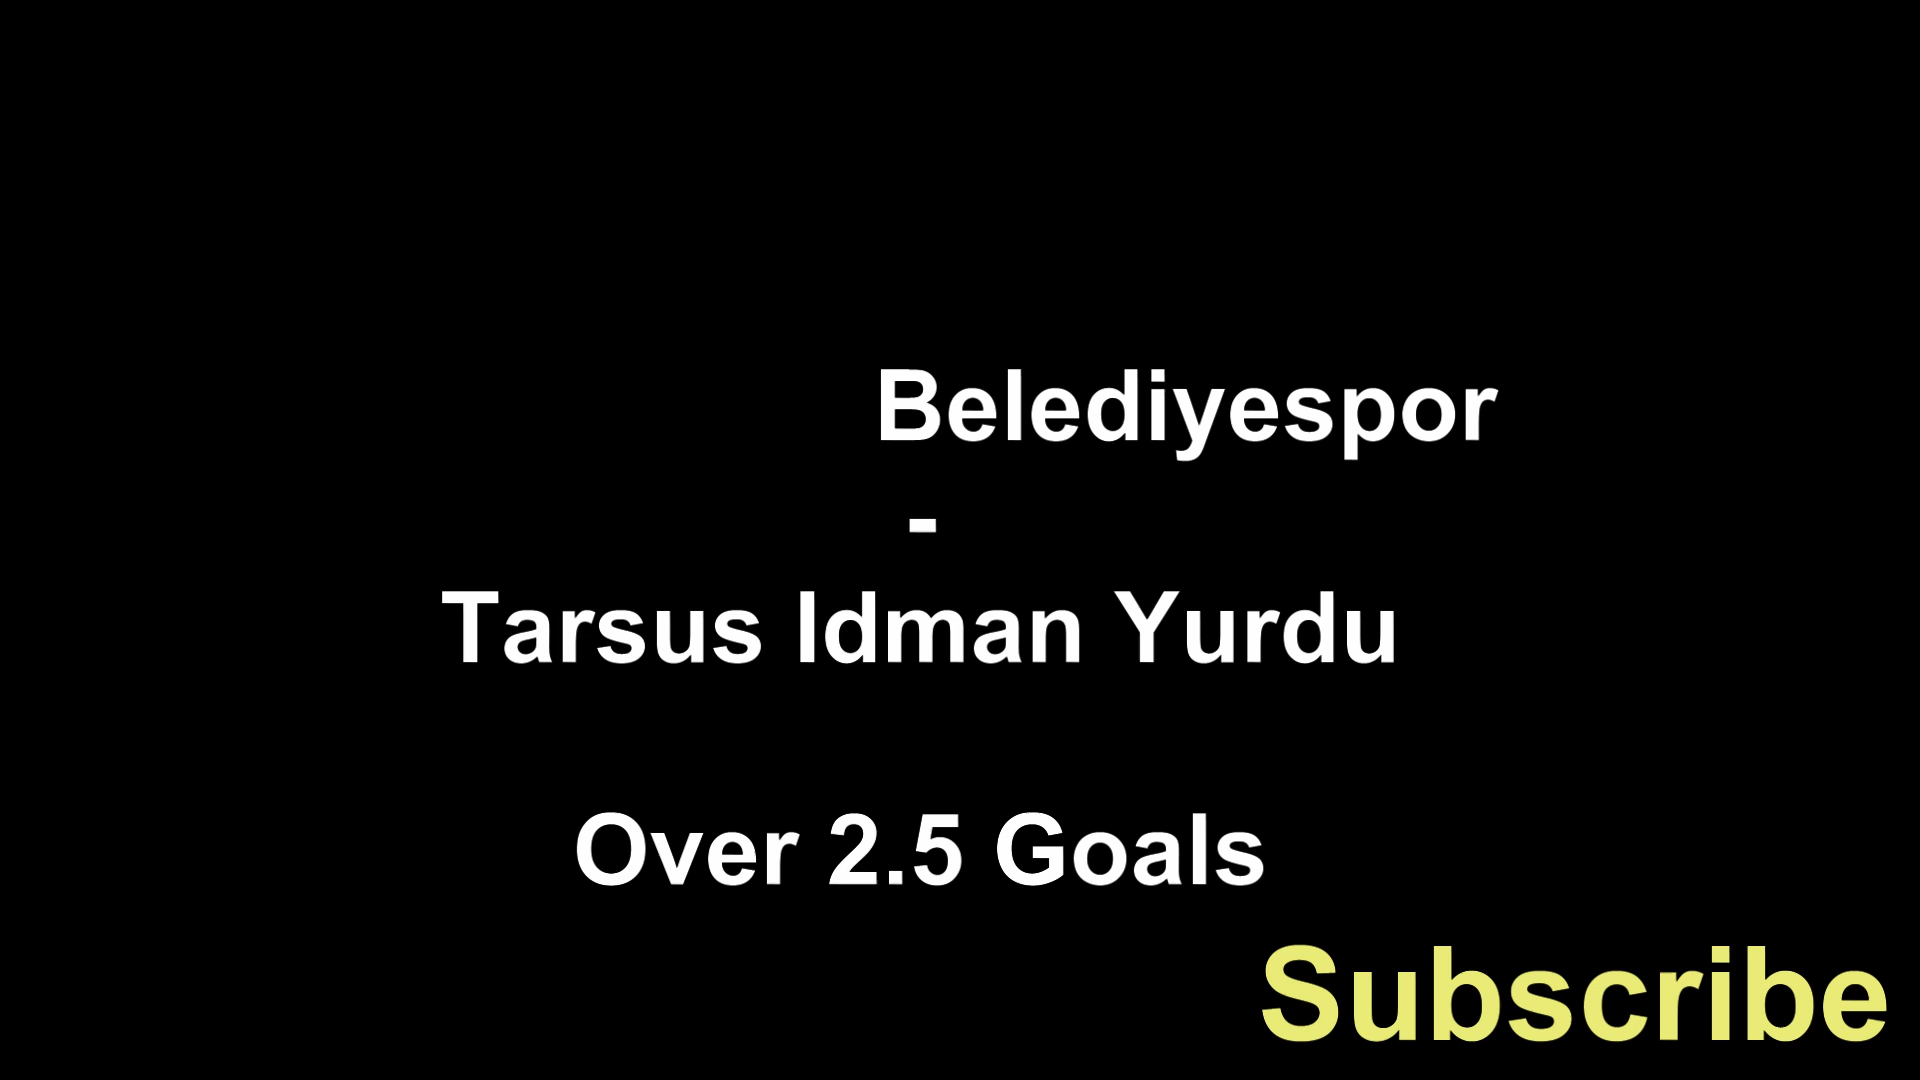 Belediyespor
-
Tarsus Idman Yurdu
Over 2.5 Goals
Subscribe